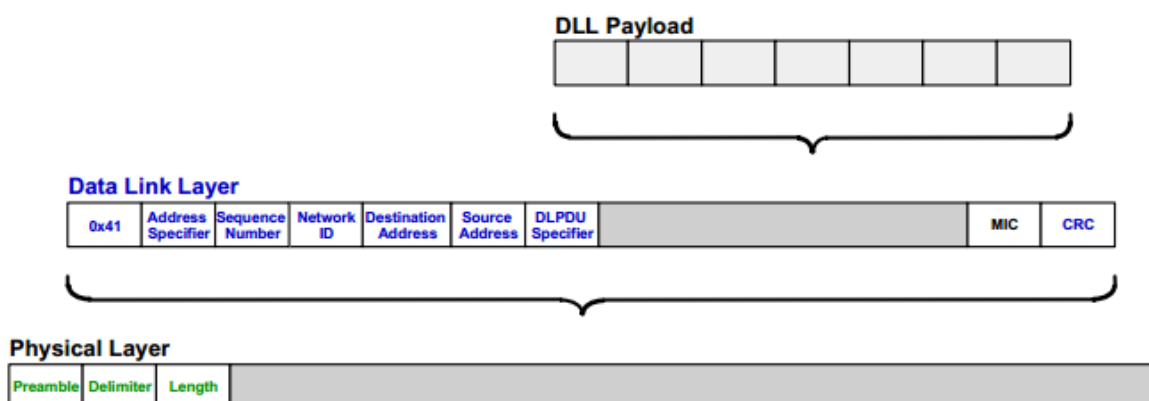 DLL Payload
Data Link Layer
0x41 Address Specifier Sequence Number Network ID Destination Address Source Address DLPDU Specifier MIC CRC
Physical Layer
Preamble Delimiter Length